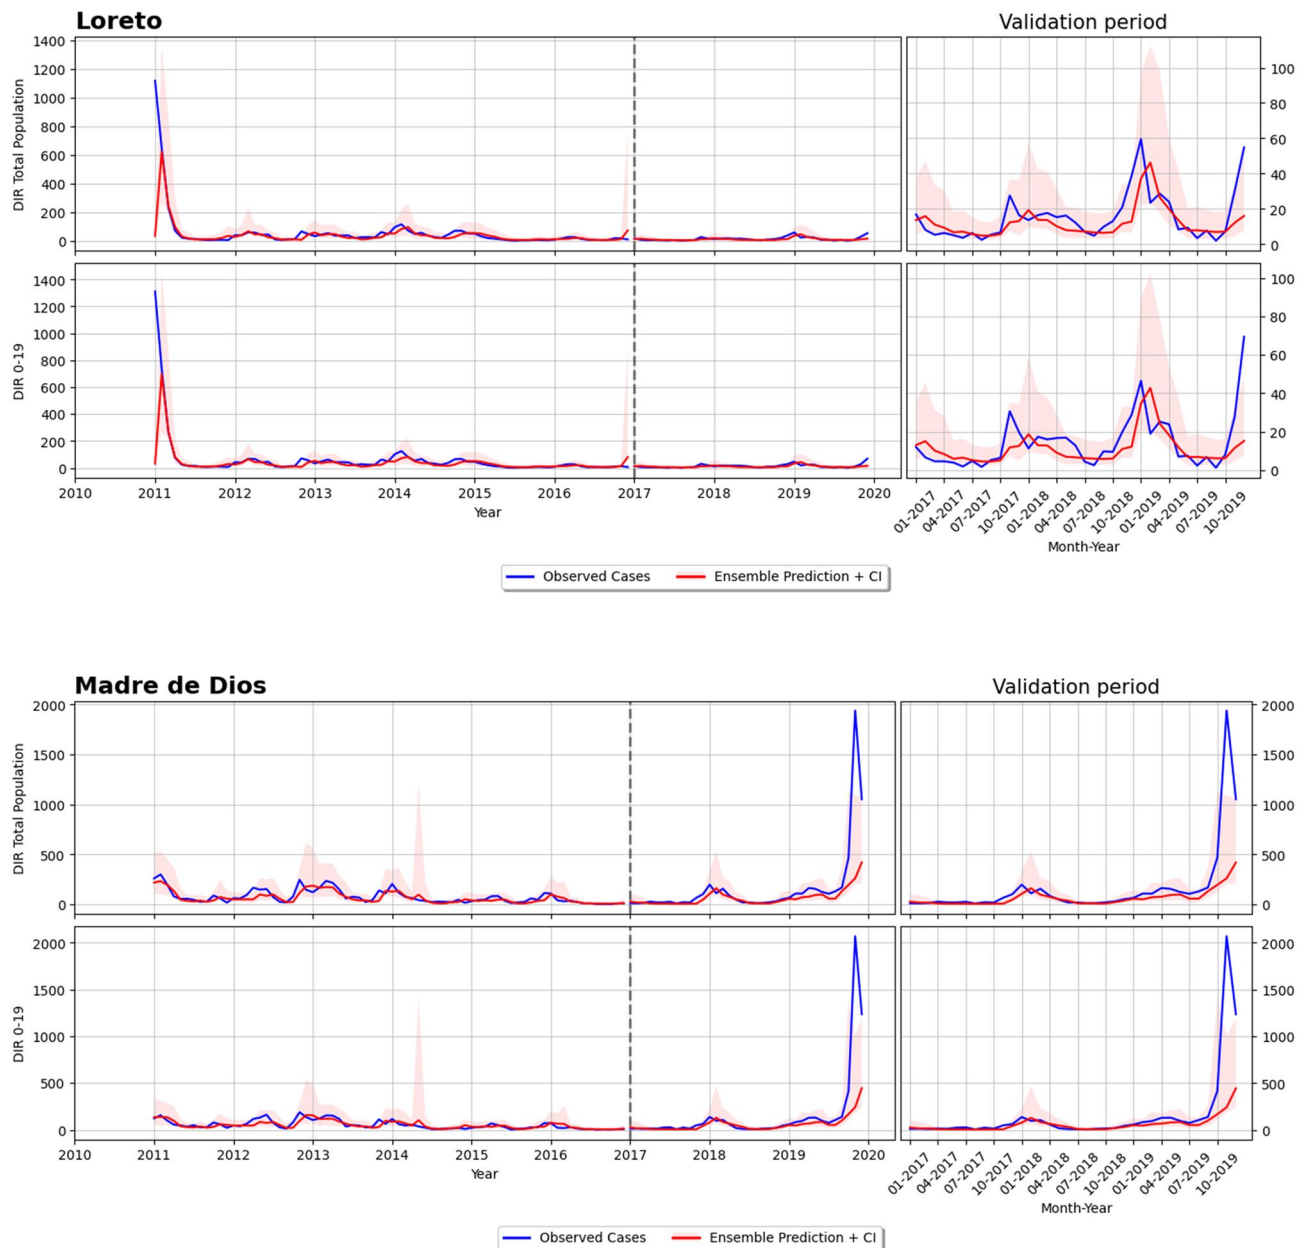 Loreto
Validation period
DIR Total Population
1400
1200
1000
800
600
400
200
0
100
80
60
40
20
0
DIR 0-19
1400
1200
1000
800
600
400
200
0
100
80
60
40
20
0
2010 2011 2012 2013 2014 2015 2016 2017 2018 2019 2020
Year
01-2017 04-2017 07-2017 10-2017 01-2018 04-2018 07-2018 10-2018 01-2019 04-2019 07-2019 10-2019
Month-Year
Observed Cases Ensemble Prediction + CI
Madre de Dios
Validation period
DIR Total Population
2000
1500
1000
500
0
2000
1500
1000
500
0
DIR 0-19
2000
1500
1000
500
0
2000
1500
1000
500
0
2010 2011 2012 2013 2014 2015 2016 2017 2018 2019 2020
Year
01-2017 04-2017 07-2017 10-2017 01-2018 04-2018 07-2018 10-2018 01-2019 04-2019 07-2019 10-2019
Month-Year
Observed Cases Ensemble Prediction + CI